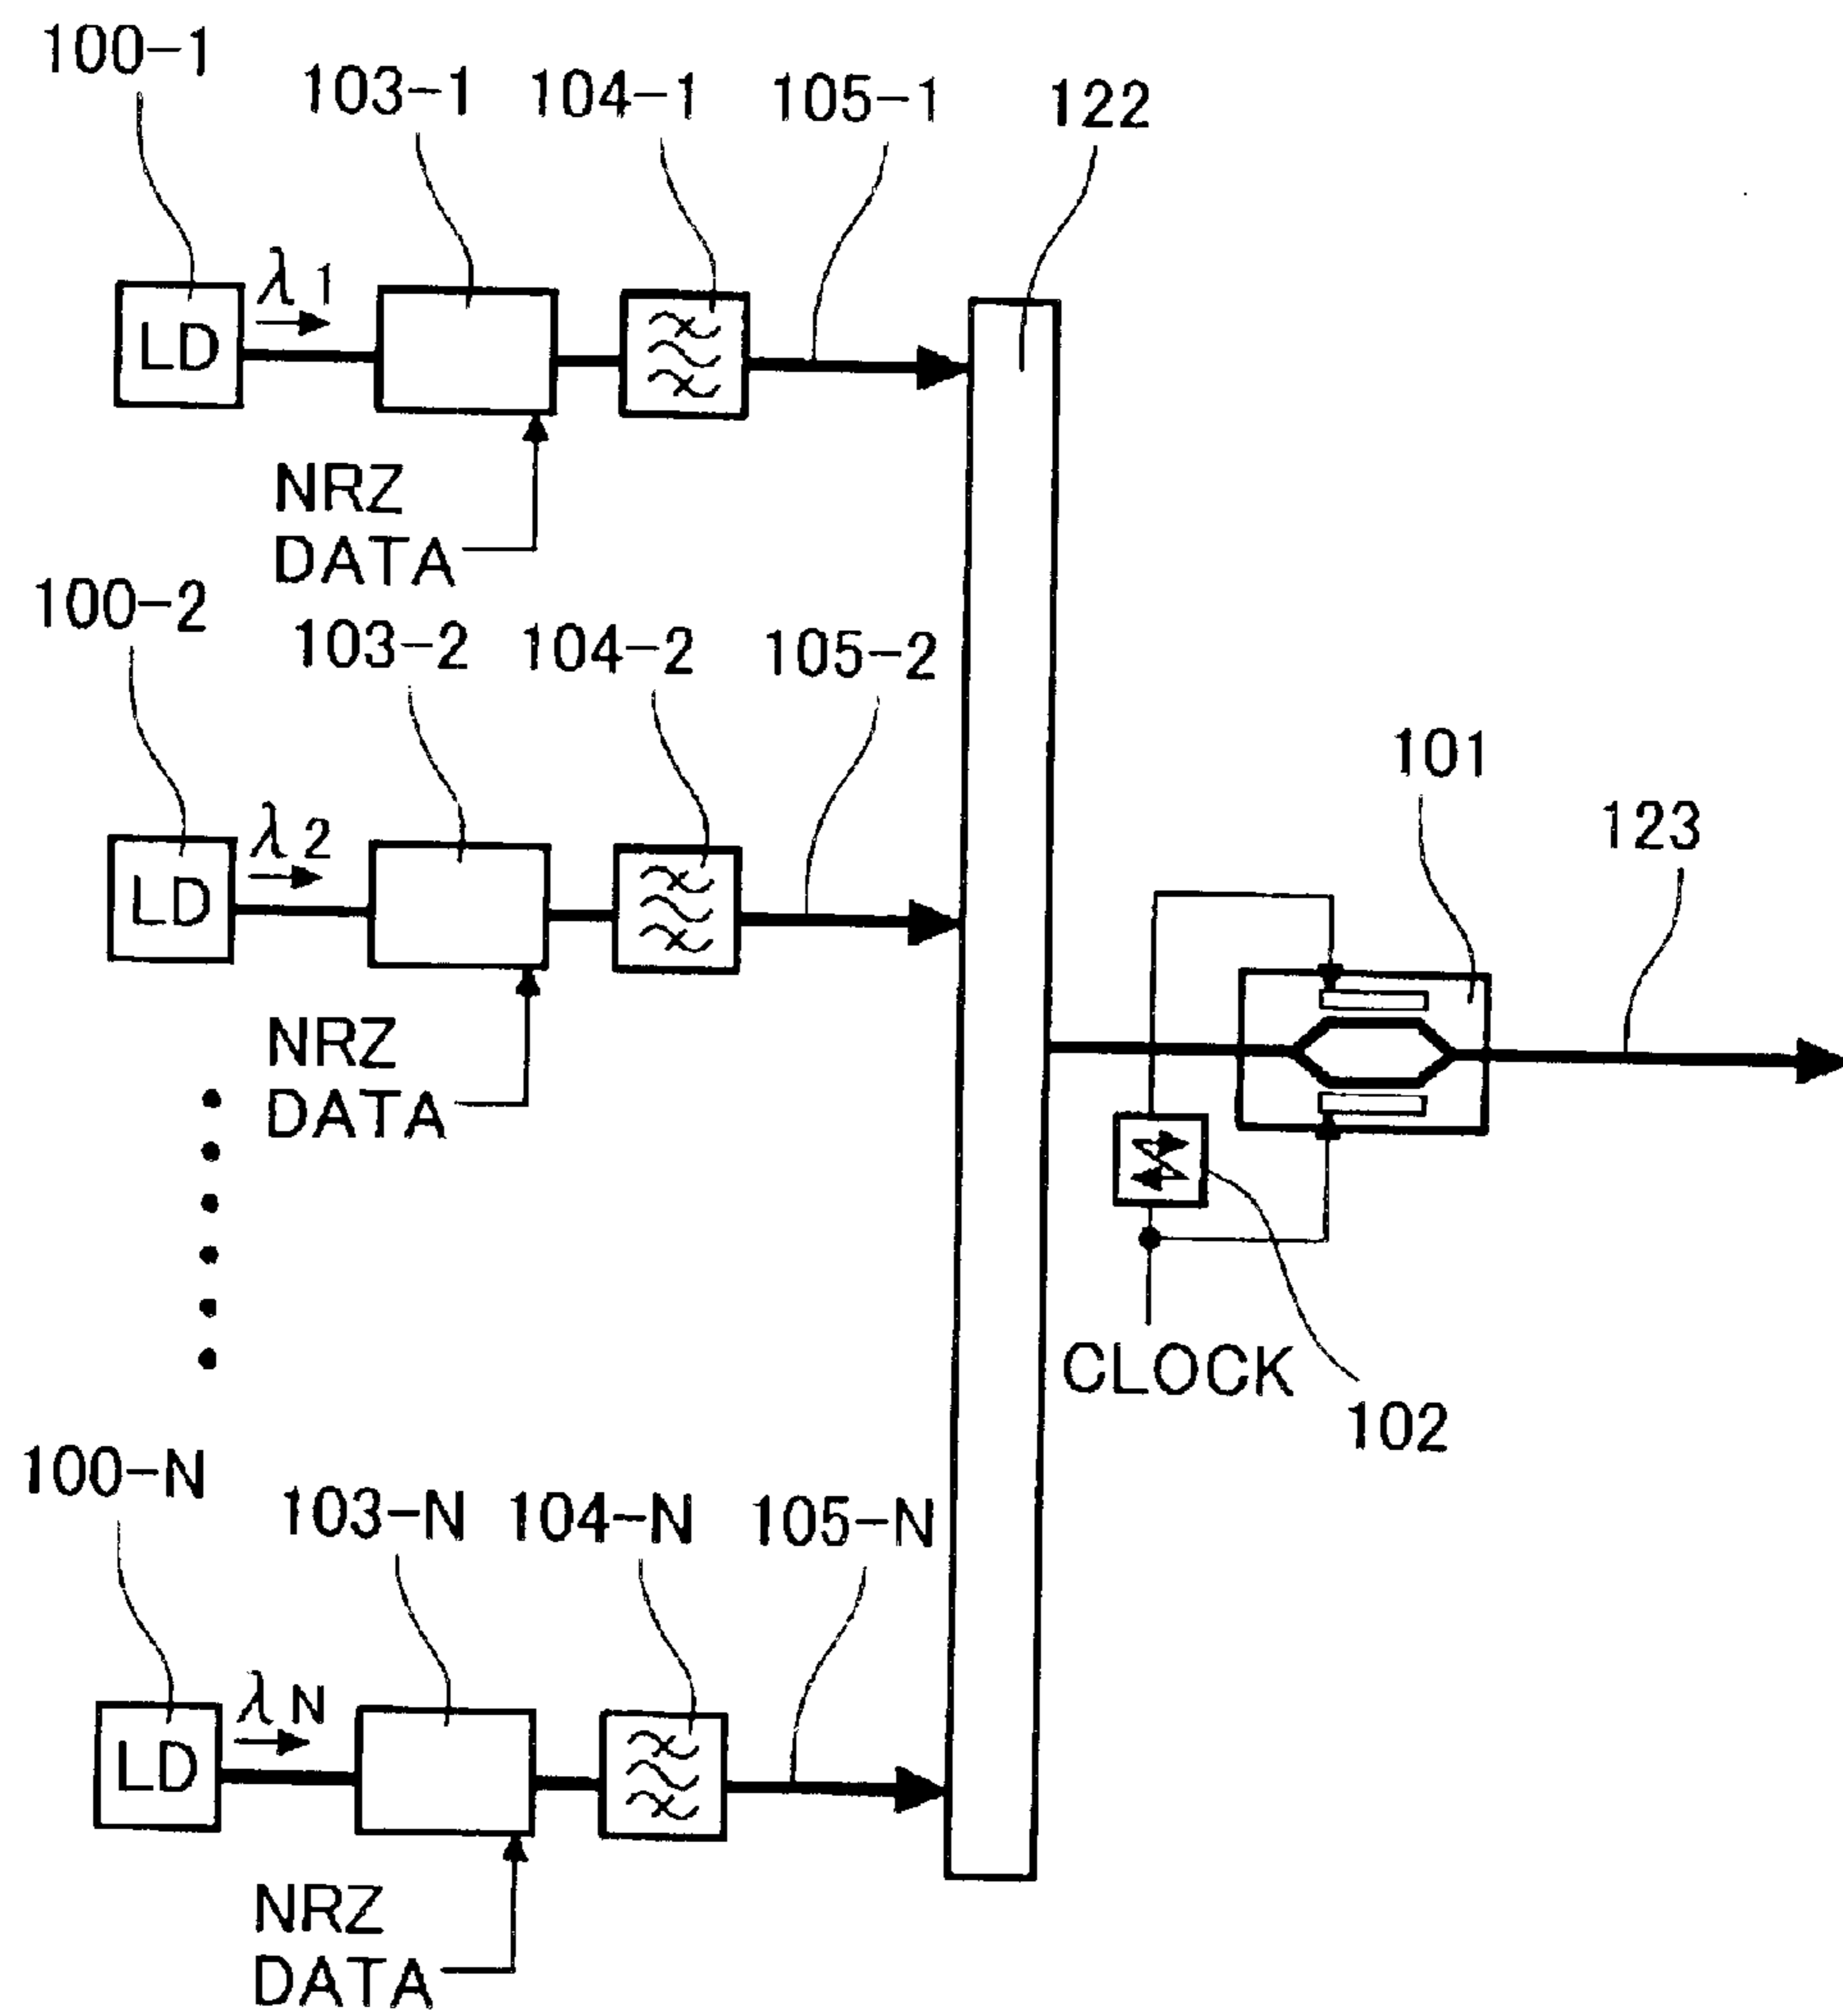 100-1
103-1 104-1 105-1 122
LD λ1
NRZ
DATA
100-2
103-2 104-2 105-2
101
123
LD λ2
NRZ
DATA
CLOCK
102
100-N
103-N 104-N 105-N
LD λN
NRZ
DATA